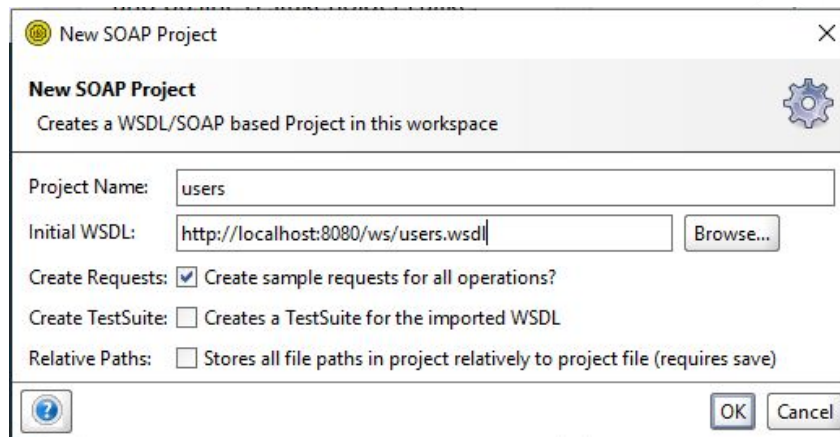 New SOAP Project
New SOAP Project
Creates a WSDL/SOAP based Project in this workspace
Project Name: users
Initial WSDL: http://localhost:8080/ws/users.wsdl Browse...
Create Requests: Create sample requests for all operations?
Create TestSuite: Creates a TestSuite for the imported WSDL
Relative Paths: Stores all file paths in project relatively to project file (requires save)
OK Cancel